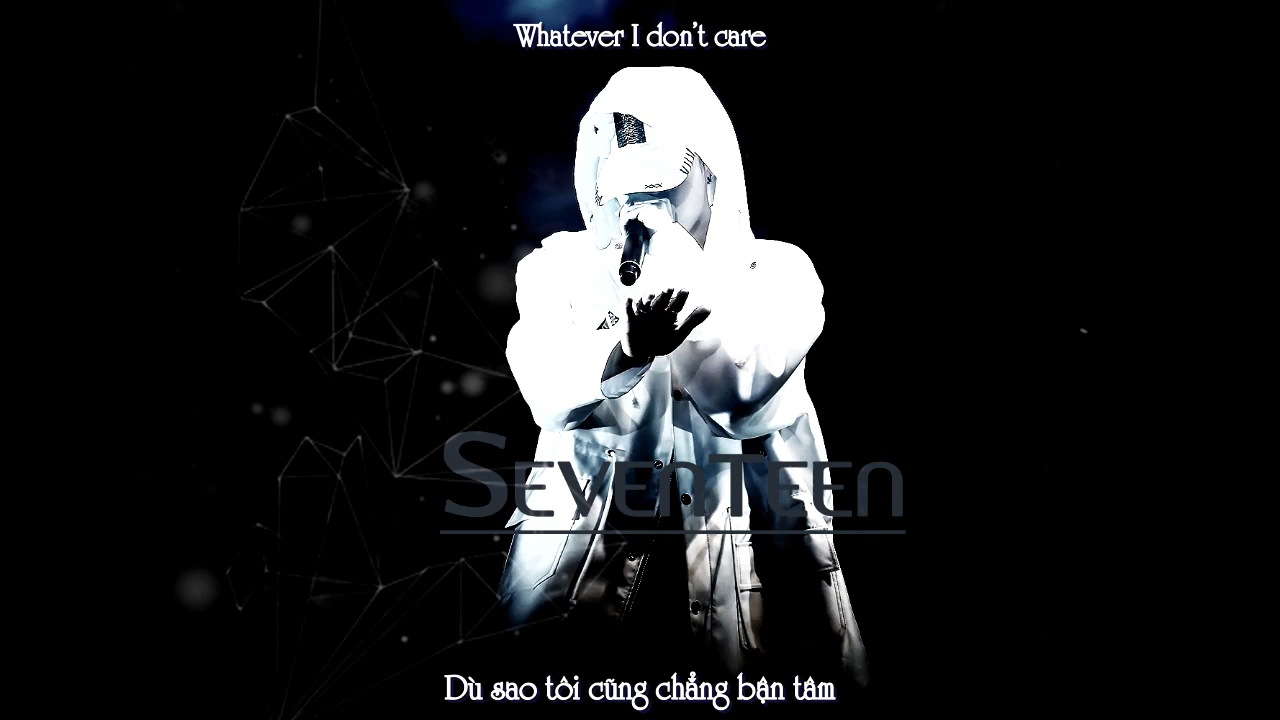 Whatever I don't care
SEVENTEEN
Dù sao tôi cũng chẳng bận tâm